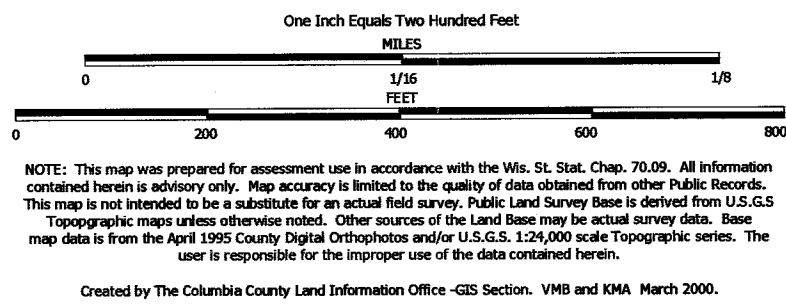 One Inch Equals Two Hundred Feet
MILES
0 1/16 1/8
FEET
0 200 400 600 800
NOTE: This map was prepared for assessment use in accordance with the Wis. St. Stat. Chap. 70.09. All information
contained herein is advisory only. Map accuracy is limited to the quality of data obtained from other Public Records.
This map is not intended to be a substitute for an actual field survey. Public Land Survey Base is derived from U.S.G.S
Topopgraphic maps unless otherwise noted. Other sources of the Land Base may be actual survey data. Base
map data is from the April 1995 County Digital Orthophotos and/or U.S.G.S. 1:24,000 scale Topographic series. The
user is responsible for the improper use of the data contained herein.
Created by The Columbia County Land Information Office -GIS Section. VMB and KMA March 2000.